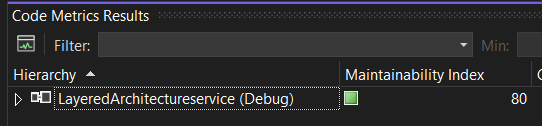 Code Metrics Results
Filter: Min:
Hierarchy Maintainability Index
LayeredArchitectureservice (Debug) 80